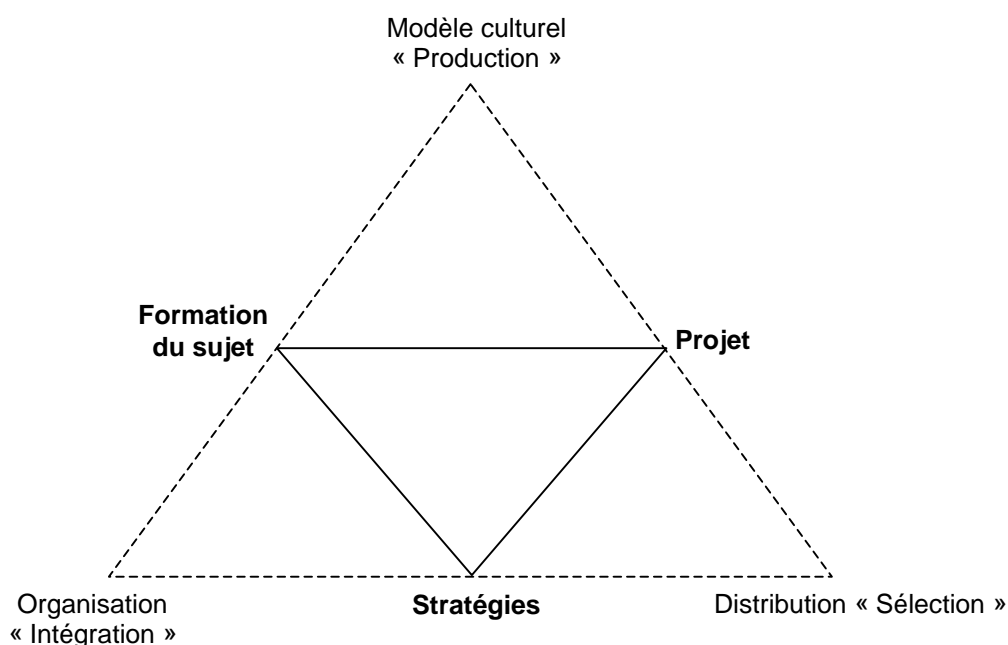 Modèle culturel
« Production »
Formation
du sujet
Projet
Organisation
« Intégration »
Stratégies
Distribution « Sélection »